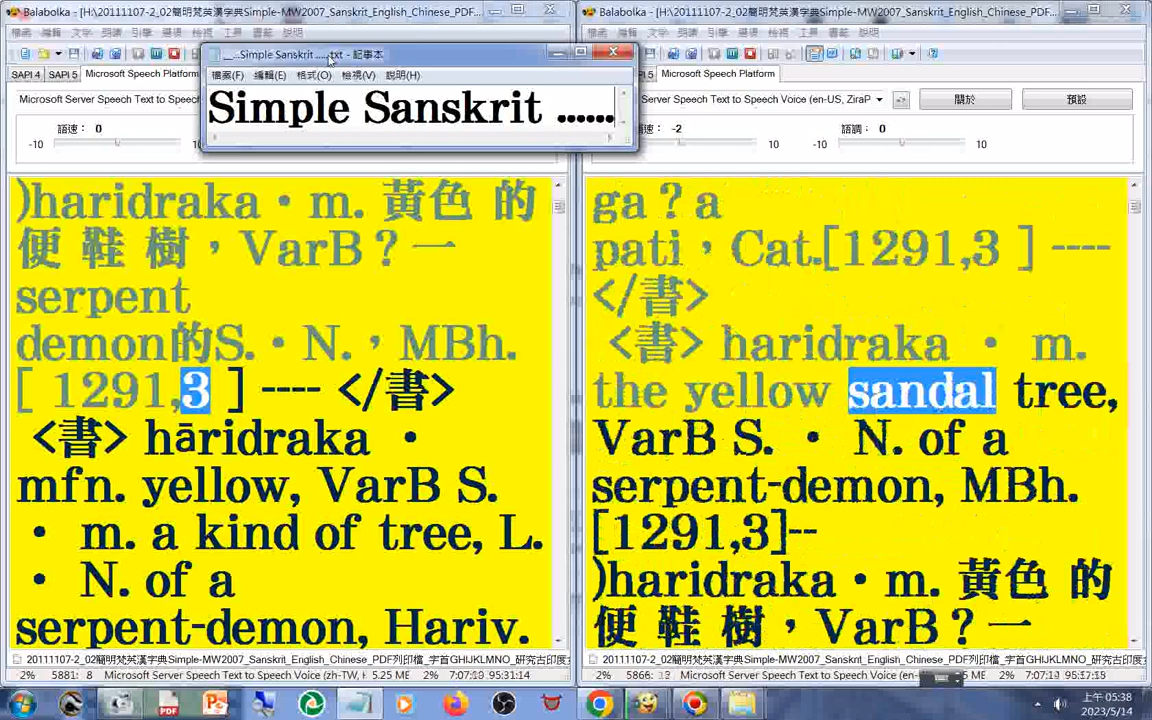 Balabolka - [H:\20111107-2_02簡明梵英漢字典Simple-MW2007_Sanskrit_English_Chinese_PDF...
Balabolka - [H:\20111107-2_02簡明梵英漢字典Simple-MW2007_Sanskrit_English_Chinese_PDF...
__...Simple Sanskrit ......txt - 記事本
檔案(F) 編輯(E) 格式(O) 檢視(V) 說明(H)
Simple Sanskrit ......
SAPI 4 SAPI 5 Microsoft Speech Platform
Microsoft Server Speech Text to Speech
語速： 0
-10
Microsoft Speech Platform
Server Speech Text to Speech Voice (en-US, ZiraP
關於 預設
-2 語調： 0
10 -10 10
)haridraka・m. 黃色 的
便 鞋 樹，VarB？一
serpent
demon的S.・N.，MBh.
[ 1291,3 ] ---- </書>
<書> hāridraka ・
mfn. yellow, VarB S.
・ m. a kind of tree, L.
・ N. of a
serpent-demon, Hariv.
ga？a
pati，Cat.[1291,3 ] ----
</書>
<書> haridraka ・ m.
the yellow sandal tree,
VarB S. ・ N. of a
serpent-demon, MBh.
[1291,3]--
)haridraka・m. 黃色 的
便 鞋 樹，VarB？一
20111107-2_02簡明梵英漢字典Simple-MW2007_Sanskrit_English_Chinese_PDF列印檔_字首GHIJKLMNO_研究古印度
20111107-2_02簡明梵英漢字典Simple-MW2007_Sanskrit_English_Chinese_PDF列印檔_字首GHIJKLMNO_研究古印度
2% 5881: 8 Microsoft Server Speech Text to Speech Voice (zh-TW, H 5.25 ME 2%
2% Microsoft Server Speech Text to Speech Voice 2%
上午 05:38
2023/5/14